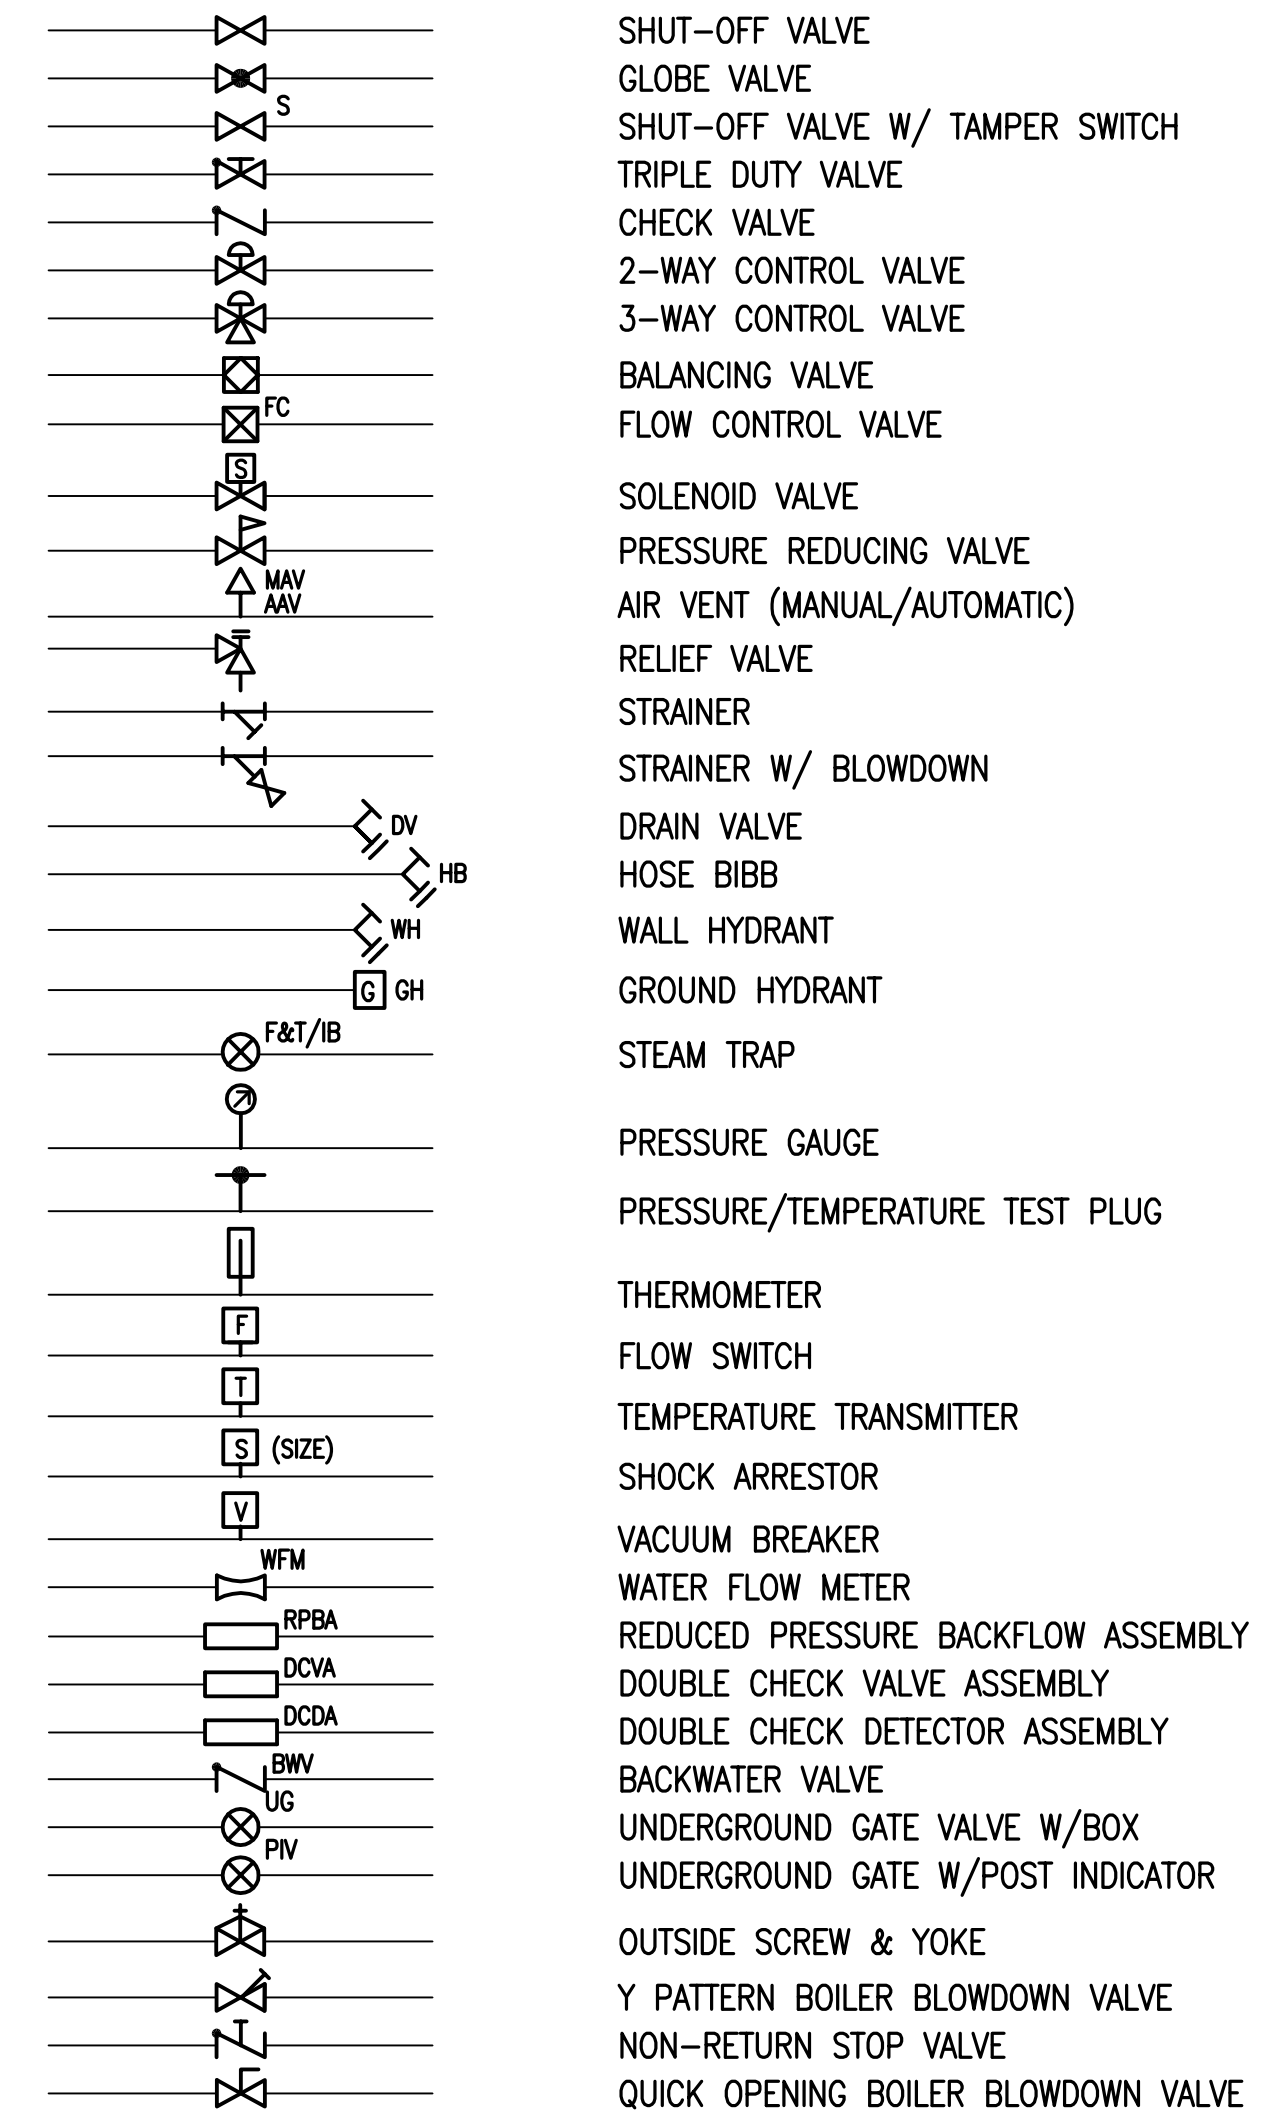 SHUT-OFF VALVE
GLOBE VALVE
S
SHUT-OFF VALVE W/ TAMPER SWITCH
TRIPLE DUTY VALVE
CHECK VALVE
2-WAY CONTROL VALVE
3-WAY CONTROL VALVE
BALANCING VALVE
FC
FLOW CONTROL VALVE
S
SOLENOID VALVE
PRESSURE REDUCING VALVE
MAV
AAV
AIR VENT (MANUAL/AUTOMATIC)
RELIEF VALVE
STRAINER
STRAINER W/ BLOWDOWN
DV DRAIN VALVE
HB HOSE BIBB
WH WALL HYDRANT
G GH GROUND HYDRANT
F&T/IB
STEAM TRAP
PRESSURE GAUGE
PRESSURE/TEMPERATURE TEST PLUG
THERMOMETER
F
FLOW SWITCH
T
TEMPERATURE TRANSMITTER
S (SIZE)
SHOCK ARRESTOR
V
VACUUM BREAKER
WFM
WATER FLOW METER
RPBA
REDUCED PRESSURE BACKFLOW ASSEMBLY
DCVA
DOUBLE CHECK VALVE ASSEMBLY
DCDA
DOUBLE CHECK DETECTOR ASSEMBLY
BWV
BACKWATER VALVE
UG
UNDERGROUND GATE VALVE W/BOX
PIV
UNDERGROUND GATE W/POST INDICATOR
OUTSIDE SCREW & YOKE
Y PATTERN BOILER BLOWDOWN VALVE
NON-RETURN STOP VALVE
QUICK OPENING BOILER BLOWDOWN VALVE